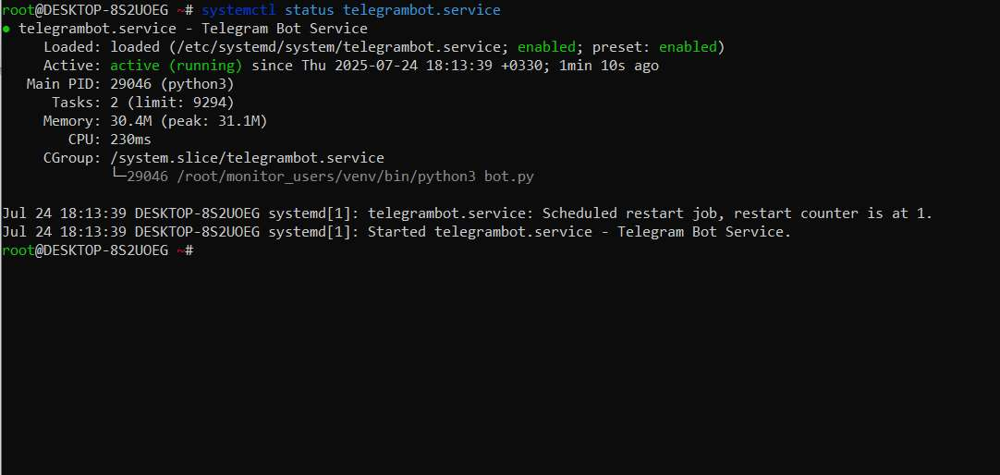 root@DESKTOP-8S2UOEG ~# systemctl status telegrambot.service
● telegrambot.service - Telegram Bot Service
     Loaded: loaded (/etc/systemd/system/telegrambot.service; enabled; preset: enabled)
     Active: active (running) since Thu 2025-07-24 18:13:39 +0330; 1min 10s ago
   Main PID: 29046 (python3)
      Tasks: 2 (limit: 9294)
     Memory: 30.4M (peak: 31.1M)
        CPU: 230ms
     CGroup: /system.slice/telegrambot.service
             └─29046 /root/monitor_users/venv/bin/python3 bot.py

Jul 24 18:13:39 DESKTOP-8S2UOEG systemd[1]: telegrambot.service: Scheduled restart job, restart counter is at 1.
Jul 24 18:13:39 DESKTOP-8S2UOEG systemd[1]: Started telegrambot.service - Telegram Bot Service.
root@DESKTOP-8S2UOEG ~#